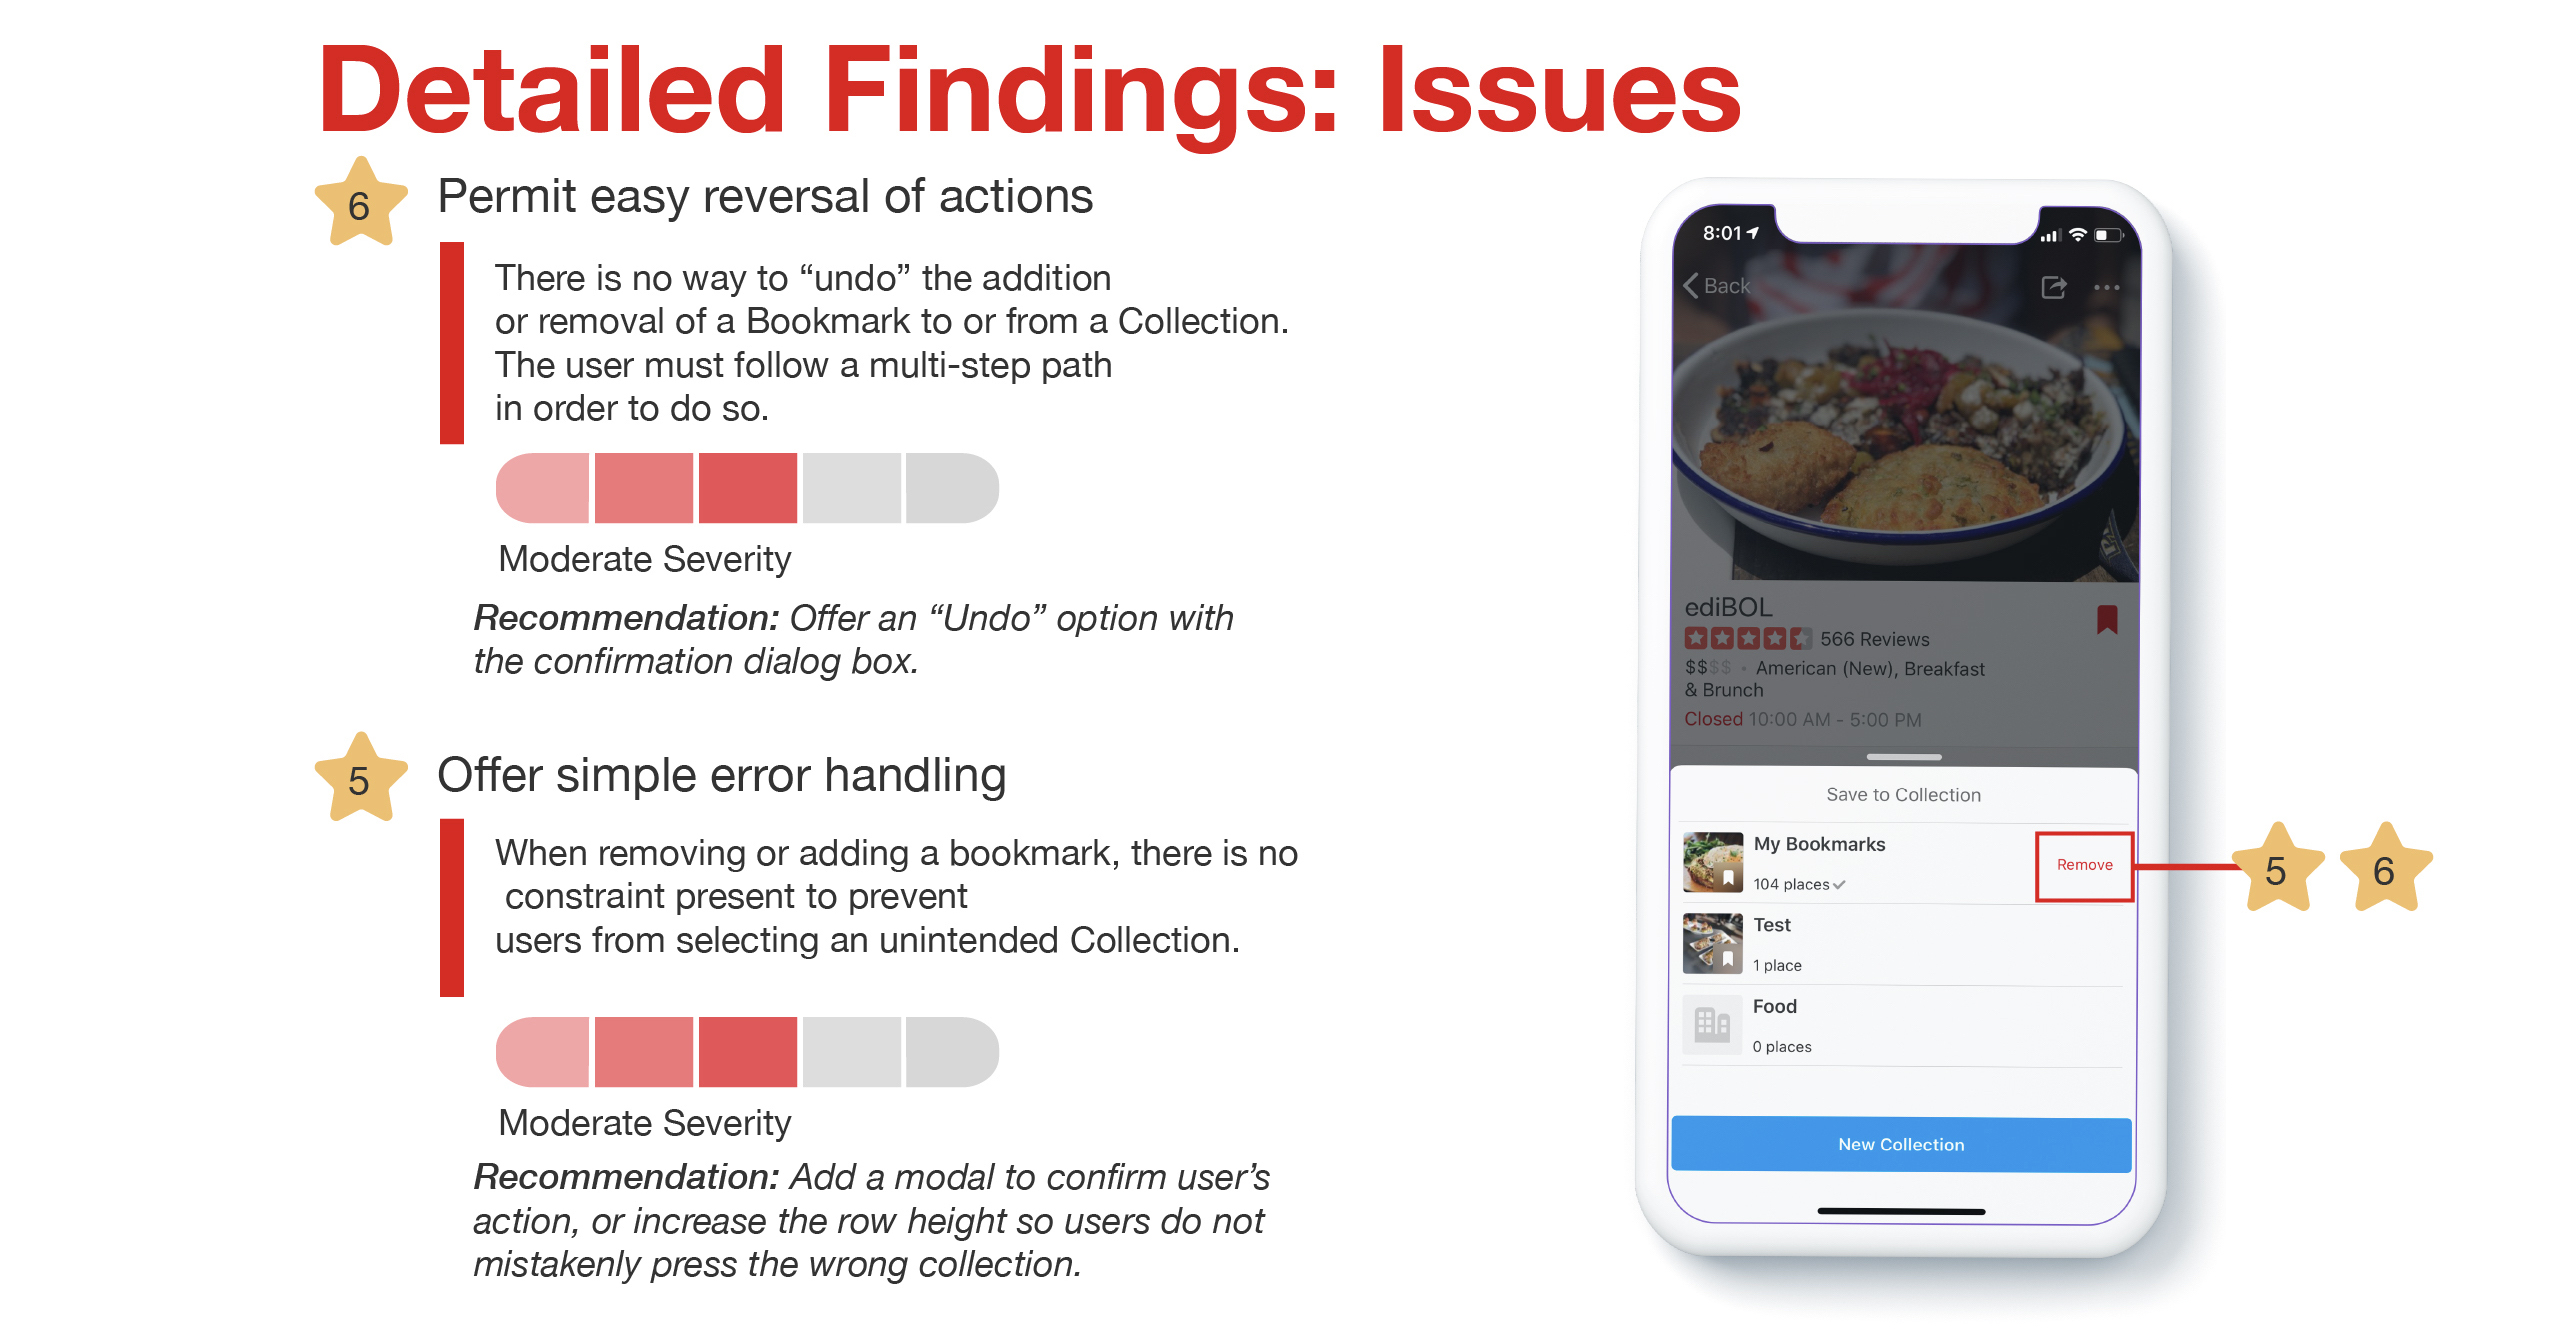 Detailed Findings: Issues
6
Permit easy reversal of actions
There is no way to “undo” the addition
or removal of a Bookmark to or from a Collection.
The user must follow a multi-step path
in order to do so.
Moderate Severity
Recommendation: Offer an “Undo” option with
the confirmation dialog box.
5
Offer simple error handling
When removing or adding a bookmark, there is no
constraint present to prevent
users from selecting an unintended Collection.
Moderate Severity
Recommendation: Add a modal to confirm user’s
action, or increase the row height so users do not
mistakenly press the wrong collection.
8:01
Back
ediBOL
566 Reviews
$$$$ • American (New), Breakfast
& Brunch
Closed 10:00 AM - 5:00 PM
Save to Collection
My Bookmarks
104 places
Remove
5
6
Test
1 place
Food
0 places
New Collection